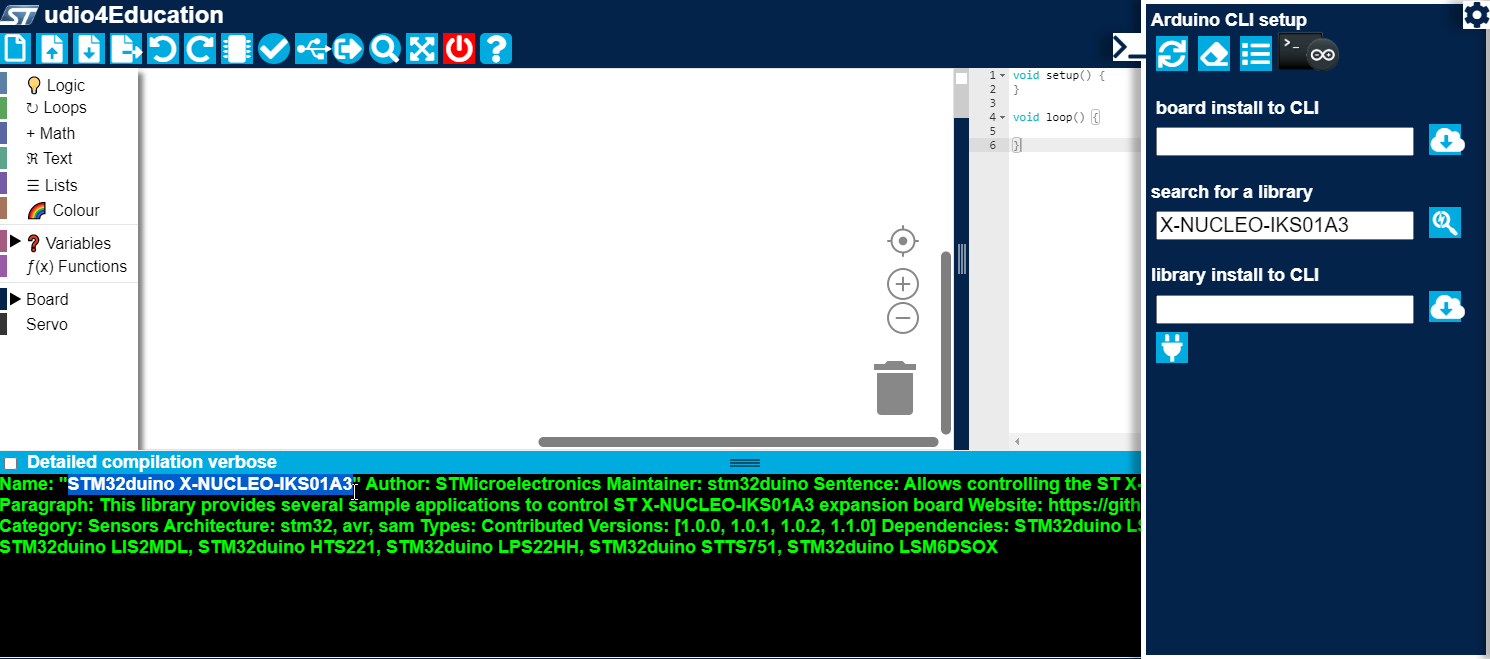 ST udio4Education
Logic
Loops
+ Math
Text
Lists
Colour
Variables
ƒ(x) Functions
Board
Servo
1 void setup() {
2 }
3
4 void loop() {
5
6 }
Detailed compilation verbose
Name: "STM32duino X-NUCLEO-IKS01A3" Author: STMicroelectronics Maintainer: stm32duino Sentence: Allows controlling the ST X-
Paragraph: This library provides several sample applications to control ST X-NUCLEO-IKS01A3 expansion board Website: https://gith
Category: Sensors Architecture: stm32, avr, sam Types: Contributed Versions: [1.0.0, 1.0.1, 1.0.2, 1.1.0] Dependencies: STM32duino LS
STM32duino LIS2MDL, STM32duino HTS221, STM32duino LPS22HH, STM32duino STTS751, STM32duino LSM6DSOX
Arduino CLI setup
board install to CLI
search for a library
X-NUCLEO-IKS01A3
library install to CLI